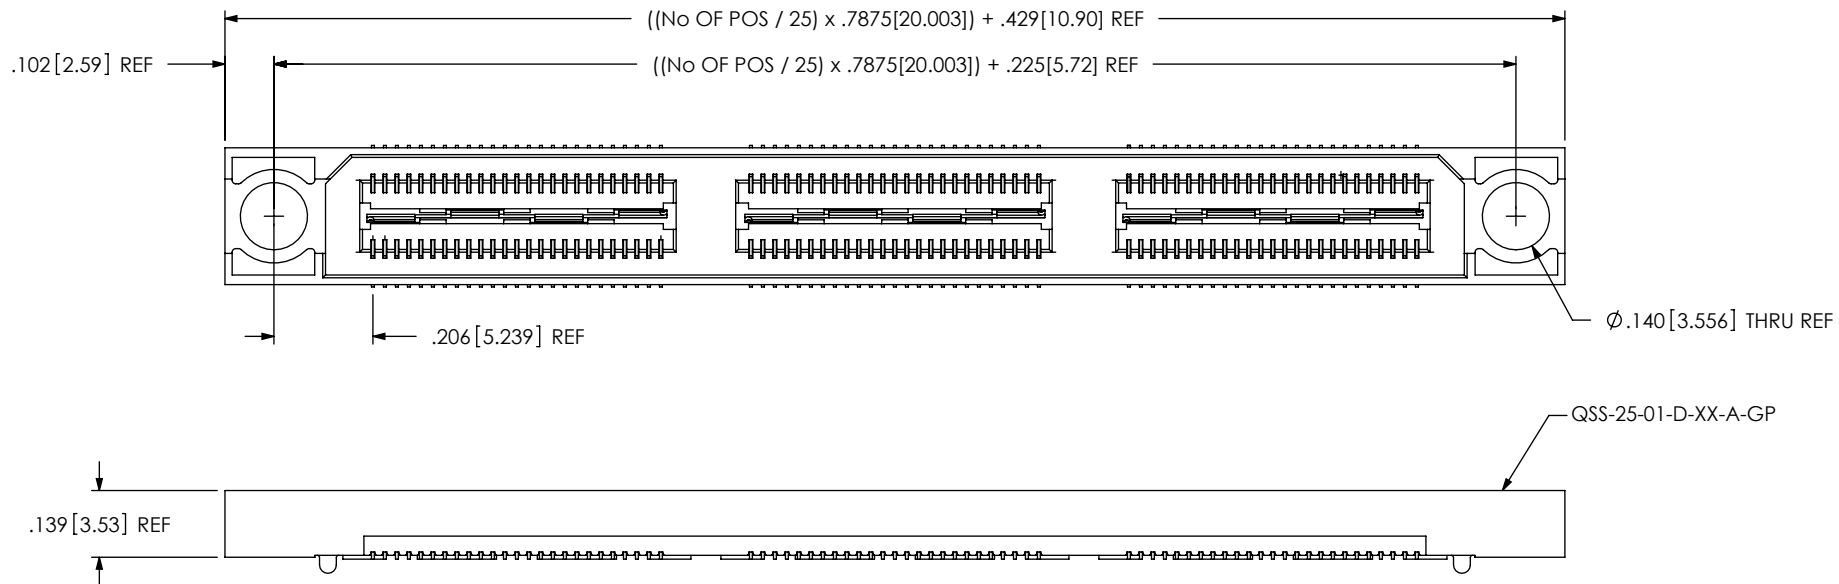 ((No OF POS / 25) x .7875[20.003]) + .429[10.90] REF
.102[2.59] REF
((No OF POS / 25) x .7875[20.003]) + .225[5.72] REF
.206[5.239] REF
Ø.140[3.556] THRU REF
QSS-25-01-D-XX-A-GP
.139[3.53] REF